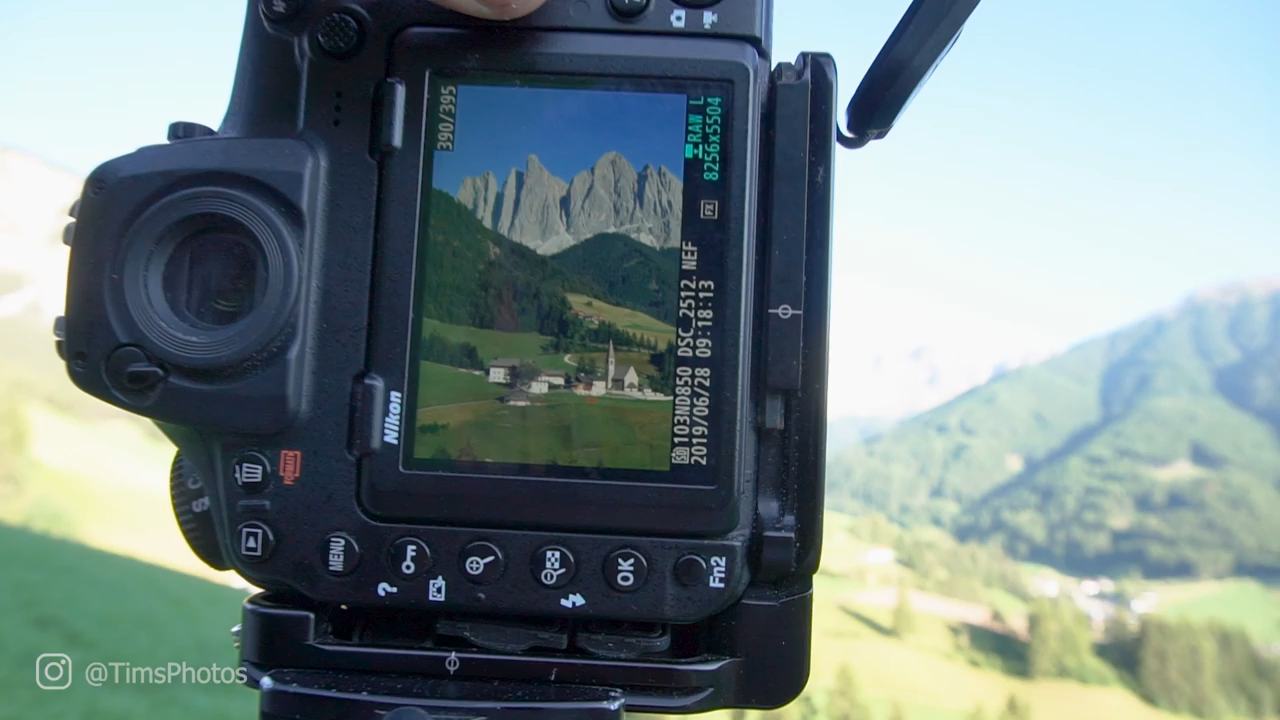 390/395
RAW L
8256x5504
FX
103ND850 DSC_2512.NEF
2019/06/28 09:18:13
Nikon
FORMAT
S
C
MENU
?
OK
Fn2
@TimsPhotos